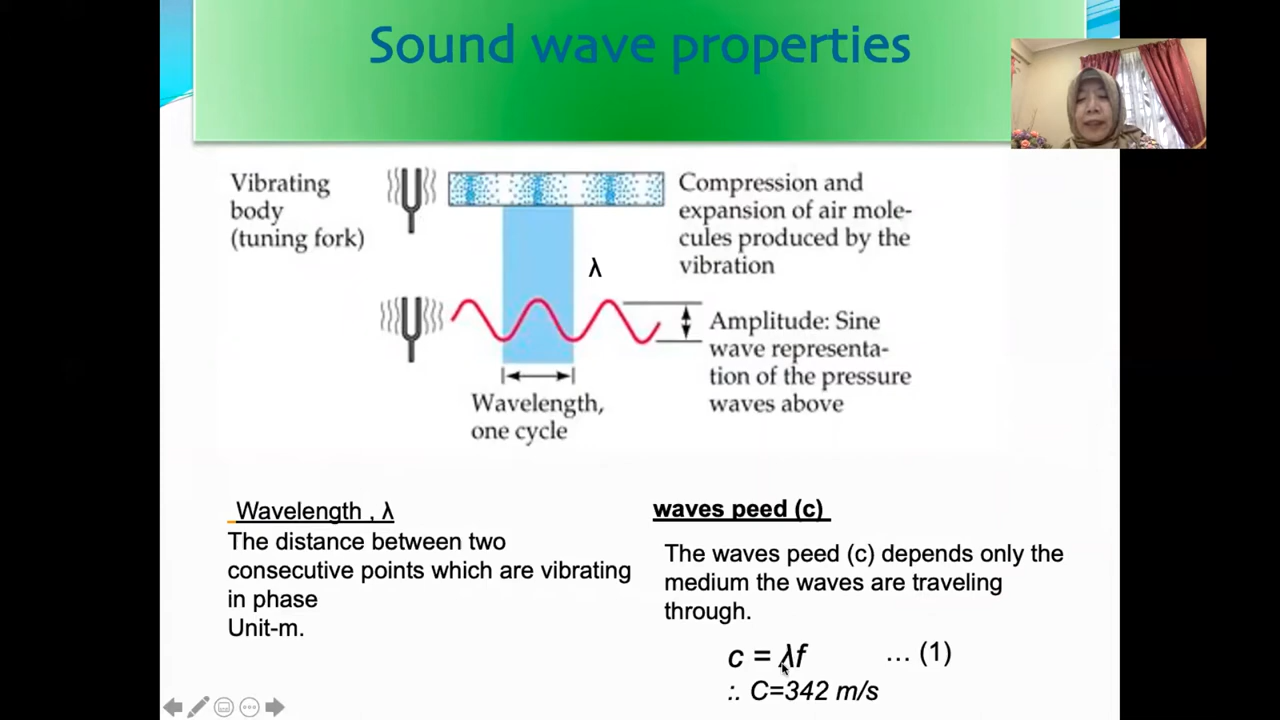 Sound wave properties
Vibrating
body
(tuning fork)
Compression and
expansion of air mole-
cules produced by the
vibration
λ
Amplitude: Sine
wave representa-
tion of the pressure
waves above
Wavelength,
one cycle
Wavelength , λ
The distance between two
consecutive points which are vibrating
in phase
Unit-m.
waves peed (c)
The waves peed (c) depends only the
medium the waves are traveling
through.
c = λf ... (1)
∴ C=342 m/s